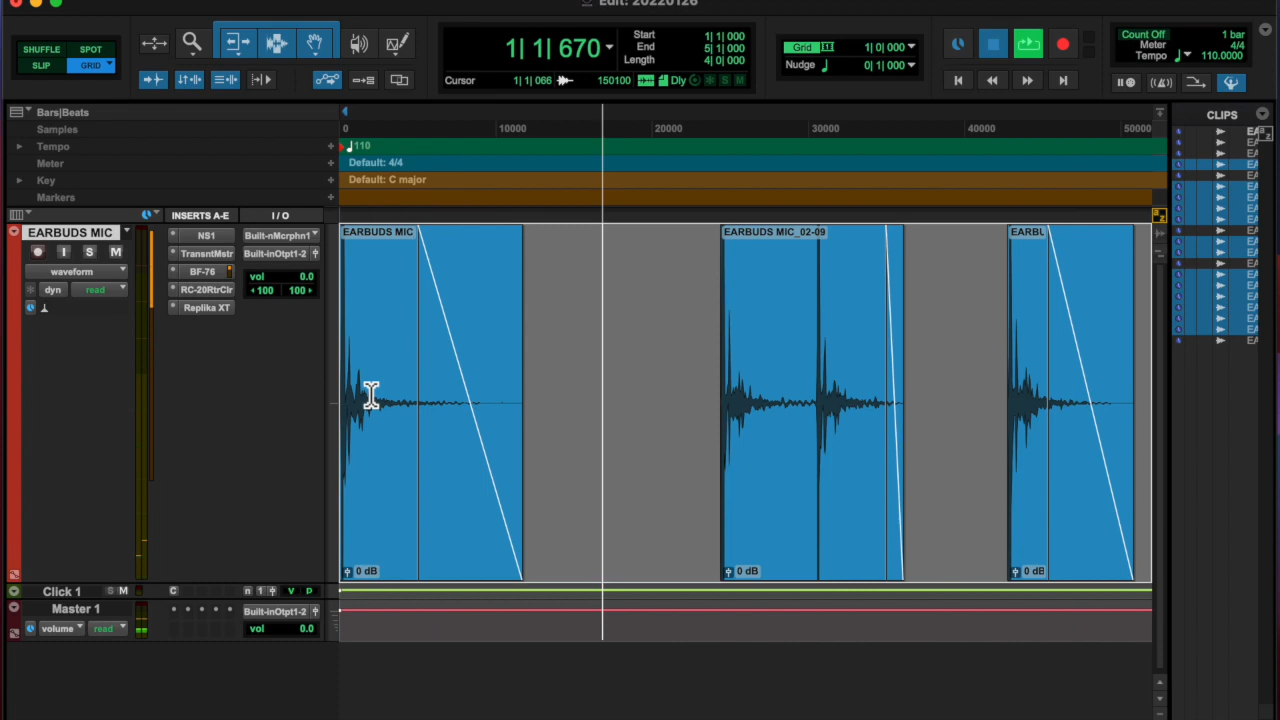 Edit: 20220126
SHUFFLE SPOT
SLIP GRID
1| 1| 670
Start 1| 1| 000
End 5| 1| 000
Length 4| 0| 000
Cursor 1| 1| 066 150100 Dly S M
Grid 1| 0| 000
Nudge 0| 1| 000
Count Off 1 bar
Meter 4/4
Tempo 110.0000
Bars|Beats
Samples 0 10000 20000 30000 40000 50000
Tempo + 110
Meter Default: 4/4
Key + Default: C major
Markers +
CLIPS
INSERTS A-E I / O
EARBUDS MIC
I S M
waveform
dyn read
NS1
TransntMstr
BF-76
RC-20RtrClr
Replika XT
Built-nMcrphn1
Built-inOtpt1-2
vol 0.0
100 100
EARBUDS MIC
EARBUDS MIC_02-09
EARBU
0 dB
0 dB
0 dB
Click 1 S M C n 1 V P
Master 1 Built-inOtpt1-2
volume read vol 0.0